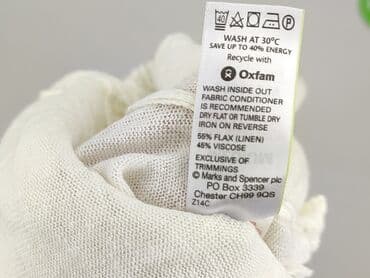 40 P
WASH AT 30°C
SAVE UP TO 40% ENERGY
Recycle with
Oxfam
WASH INSIDE OUT
FABRIC CONDITIONER
IS RECOMMENDED
DRY FLAT OR TUMBLE DRY
IRON ON REVERSE
55% FLAX (LINEN)
45% VISCOSE
EXCLUSIVE OF
TRIMMINGS
© Marks and Spencer plc
PO Box 3339
Chester CH99 9QS
Z14C